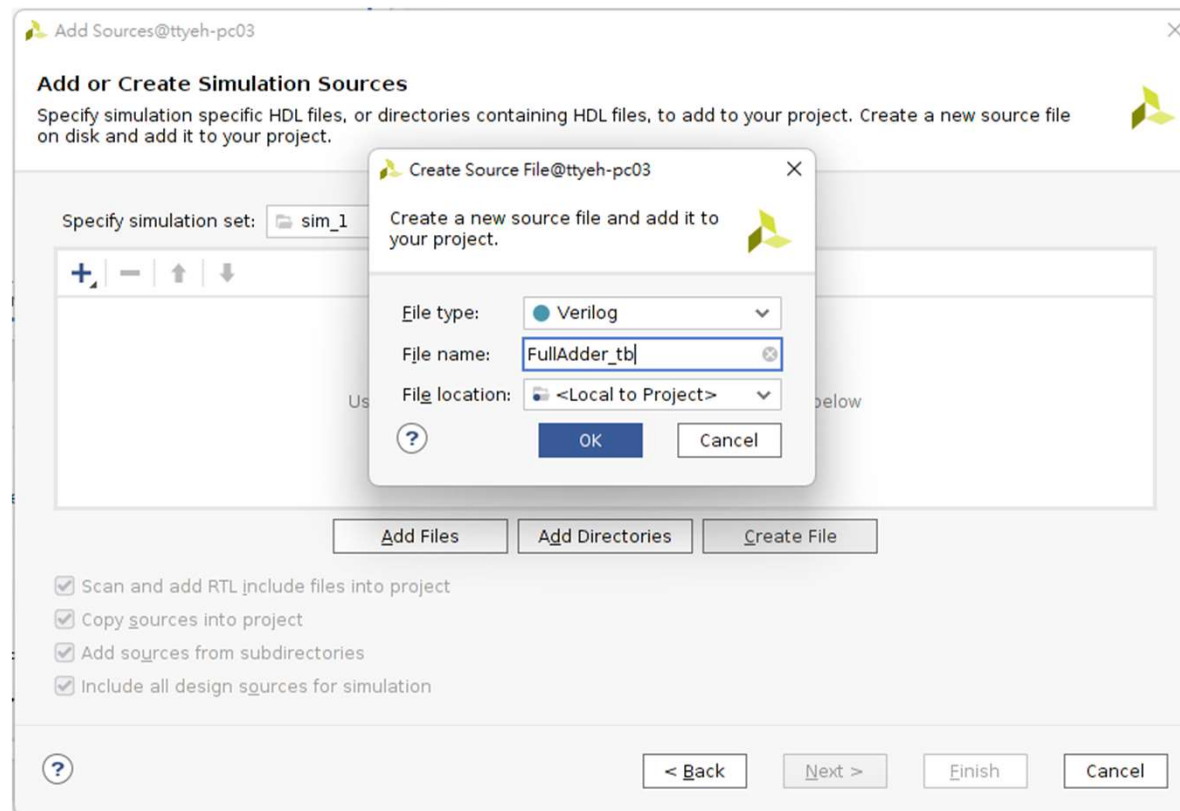 Add Sources@ttyeh-pc03
Add or Create Simulation Sources
Specify simulation specific HDL files, or directories containing HDL files, to add to your project. Create a new source file
on disk and add it to your project.
Create Source File@ttyeh-pc03
Create a new source file and add it to
your project.
Specify simulation set: sim_1
File type: Verilog
File name: FullAdder_tb
File location: <Local to Project>
Us
below
? OK Cancel
Add Files Add Directories Create File
Scan and add RTL include files into project
Copy sources into project
Add sources from subdirectories
Include all design sources for simulation
? < Back Next > Finish Cancel